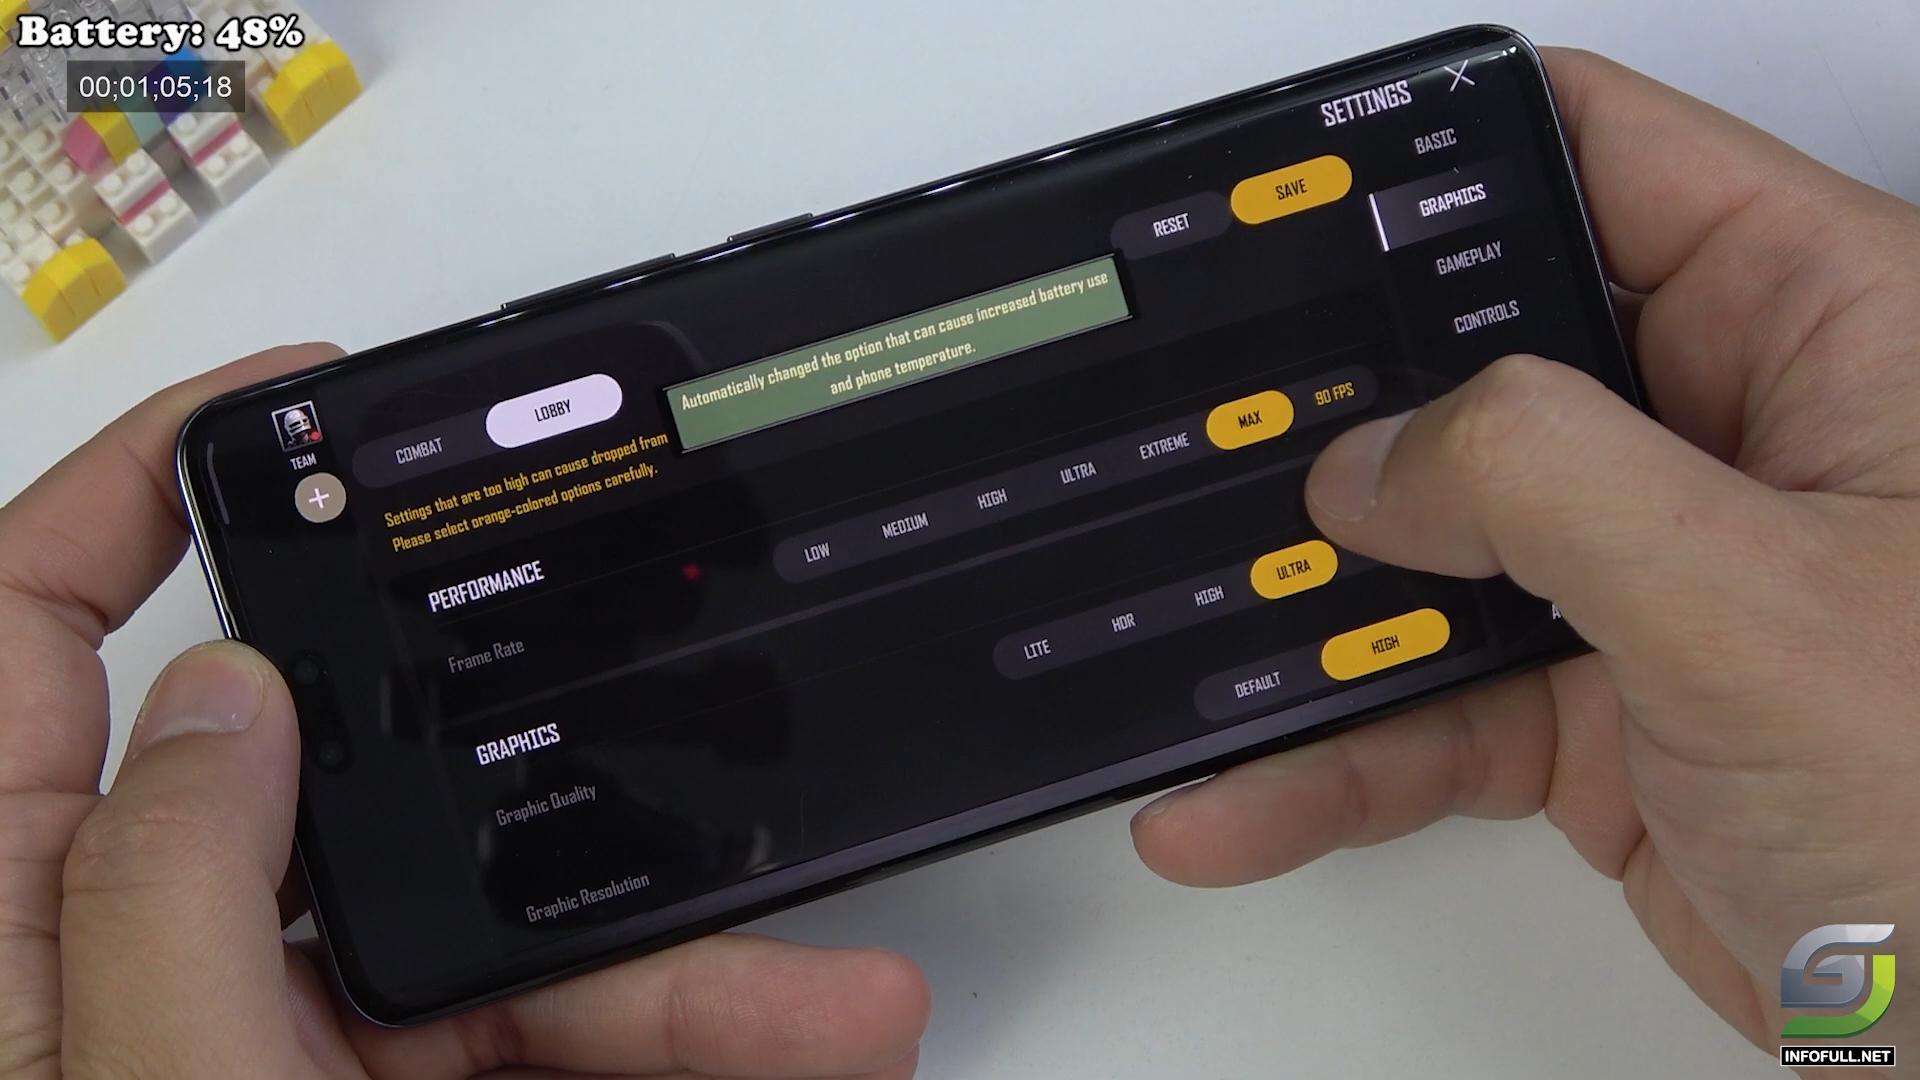 Battery: 48%
00;01;05;18
SETTINGS
BASIC
GRAPHICS
GAMEPLAY
CONTROLS
RESET
SAVE
Automatically changed the option that can cause increased battery use
and phone temperature.
TEAM
COMBAT
LOBBY
Settings that are too high can cause dropped fram
Please select orange-colored options carefully.
PERFORMANCE
Frame Rate
LOW
MEDIUM
HIGH
ULTRA
EXTREME
MAX
90 FPS
GRAPHICS
Graphic Quality
LITE
HDR
HIGH
ULTRA
Graphic Resolution
DEFAULT
HIGH
INFOFULL.NET